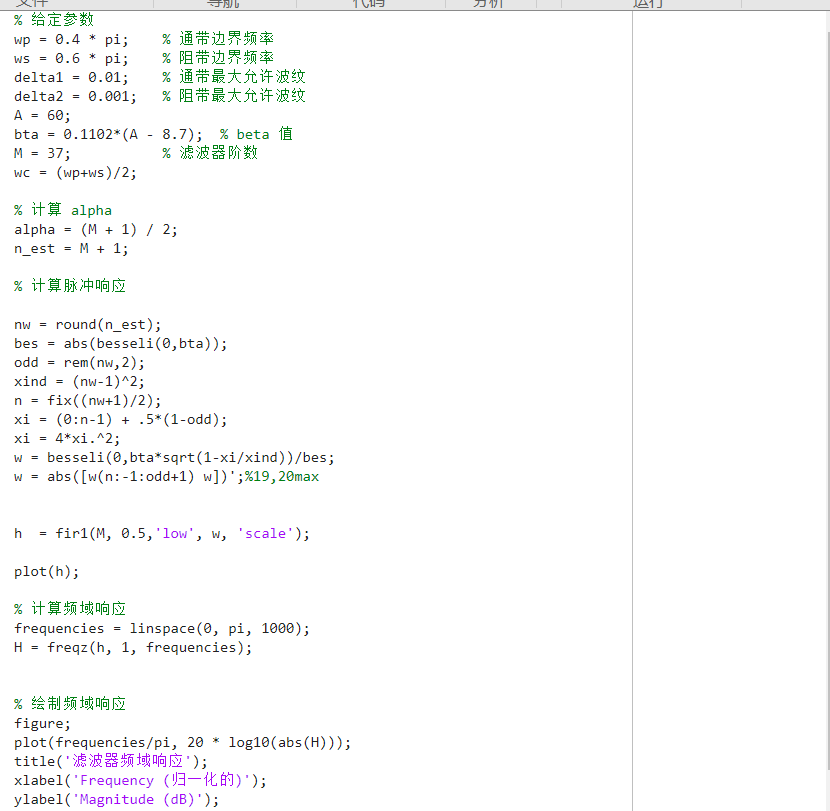 文件 导航 代码 分析 运行
% 给定参数
wp = 0.4 * pi;    % 通带边界频率
ws = 0.6 * pi;    % 阻带边界频率
delta1 = 0.01;    % 通带最大允许波纹
delta2 = 0.001;   % 阻带最大允许波纹
A = 60;
bta = 0.1102*(A - 8.7);  % beta 值
M = 37;           % 滤波器阶数
wc = (wp+ws)/2;
% 计算 alpha
alpha = (M + 1) / 2;
n_est = M + 1;
% 计算脉冲响应
nw = round(n_est);
bes = abs(besseli(0,bta));
odd = rem(nw,2);
xind = (nw-1)^2;
n = fix((nw+1)/2);
xi = (0:n-1) + .5*(1-odd);
xi = 4*xi.^2;
w = besseli(0,bta*sqrt(1-xi/xind))/bes;
w = abs([w(n:-1:odd+1) w])';%19,20max
h  = fir1(M, 0.5,'low', w, 'scale');
plot(h);
% 计算频域响应
frequencies = linspace(0, pi, 1000);
H = freqz(h, 1, frequencies);
% 绘制频域响应
figure;
plot(frequencies/pi, 20 * log10(abs(H)));
title('滤波器频域响应');
xlabel('Frequency (归一化的)');
ylabel('Magnitude (dB)');